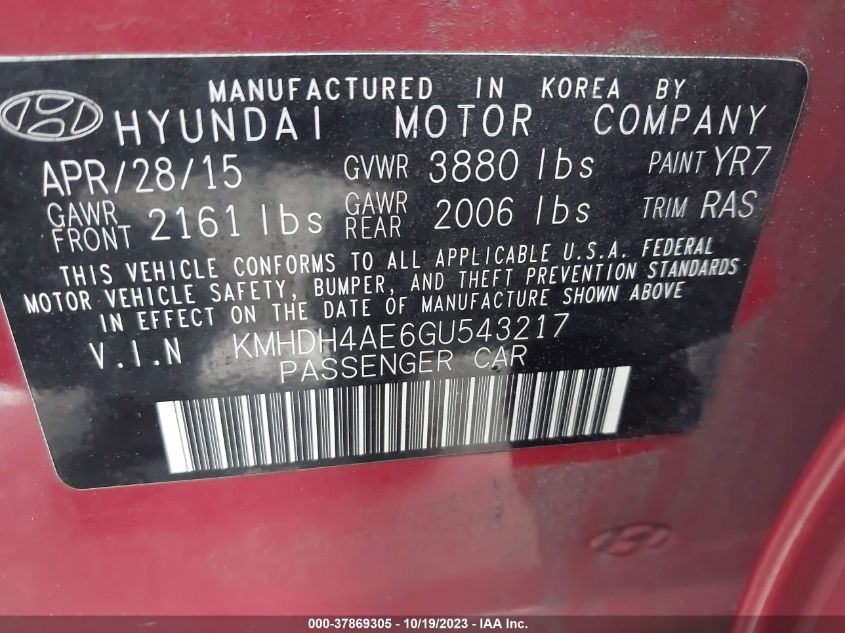 MANUFACTURED IN KOREA BY
HYUNDAI MOTOR COMPANY
APR/28/15 GVWR 3880 lbs PAINT YR7
GAWR FRONT 2161 lbs GAWR REAR 2006 lbs TRIM RAS
THIS VEHICLE CONFORMS TO ALL APPLICABLE U.S.A. FEDERAL
MOTOR VEHICLE SAFETY, BUMPER, AND THEFT PREVENTION STANDARDS
IN EFFECT ON THE DATE OF MANUFACTURE SHOWN ABOVE
V.I.N KMHDH4AE6GU543217
PASSENGER CAR
000-37869305 - 10/19/2023 - IAAI.com.